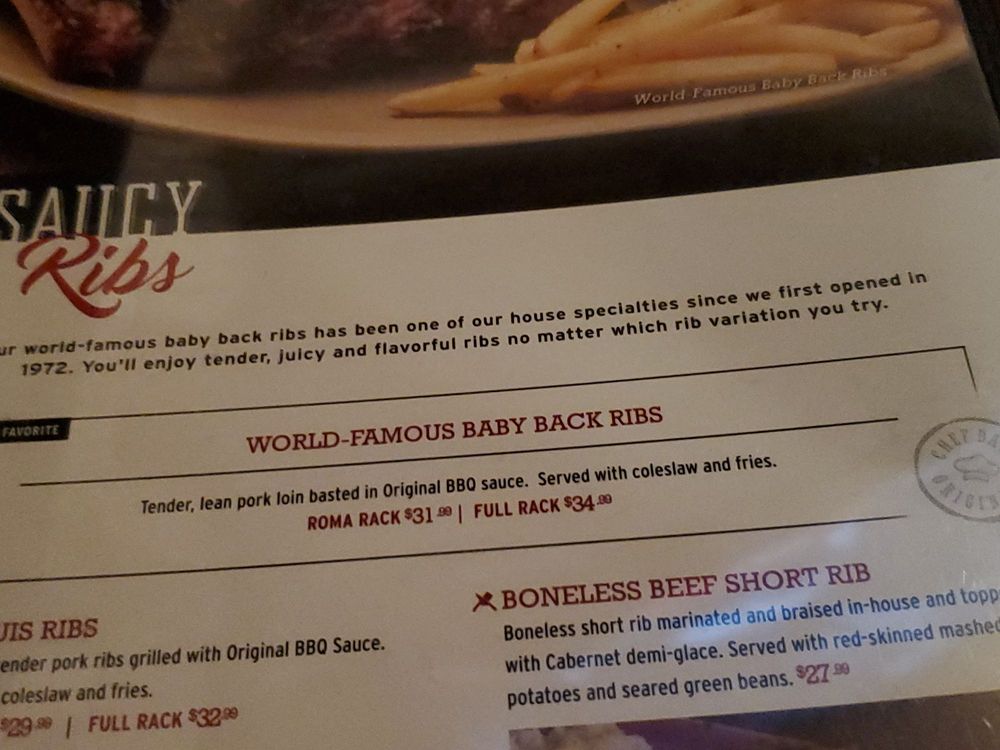 World Famous Baby Back Ribs
SAUCY
Ribs
ur world-famous baby back ribs has been one of our house specialties since we first opened in
1972. You'll enjoy tender, juicy and flavorful ribs no matter which rib variation you try.
FAVORITE
WORLD-FAMOUS BABY BACK RIBS
Tender, lean pork loin basted in Original BBQ sauce. Served with coleslaw and fries.
ROMA RACK $31.99 | FULL RACK $34.99
CHEF DA
ORIGIN
UIS RIBS
ender pork ribs grilled with Original BBQ Sauce.
coleslaw and fries.
$29.99 | FULL RACK $32.99
BONELESS BEEF SHORT RIB
Boneless short rib marinated and braised in-house and topp
with Cabernet demi-glace. Served with red-skinned mashed
potatoes and seared green beans. $27.99